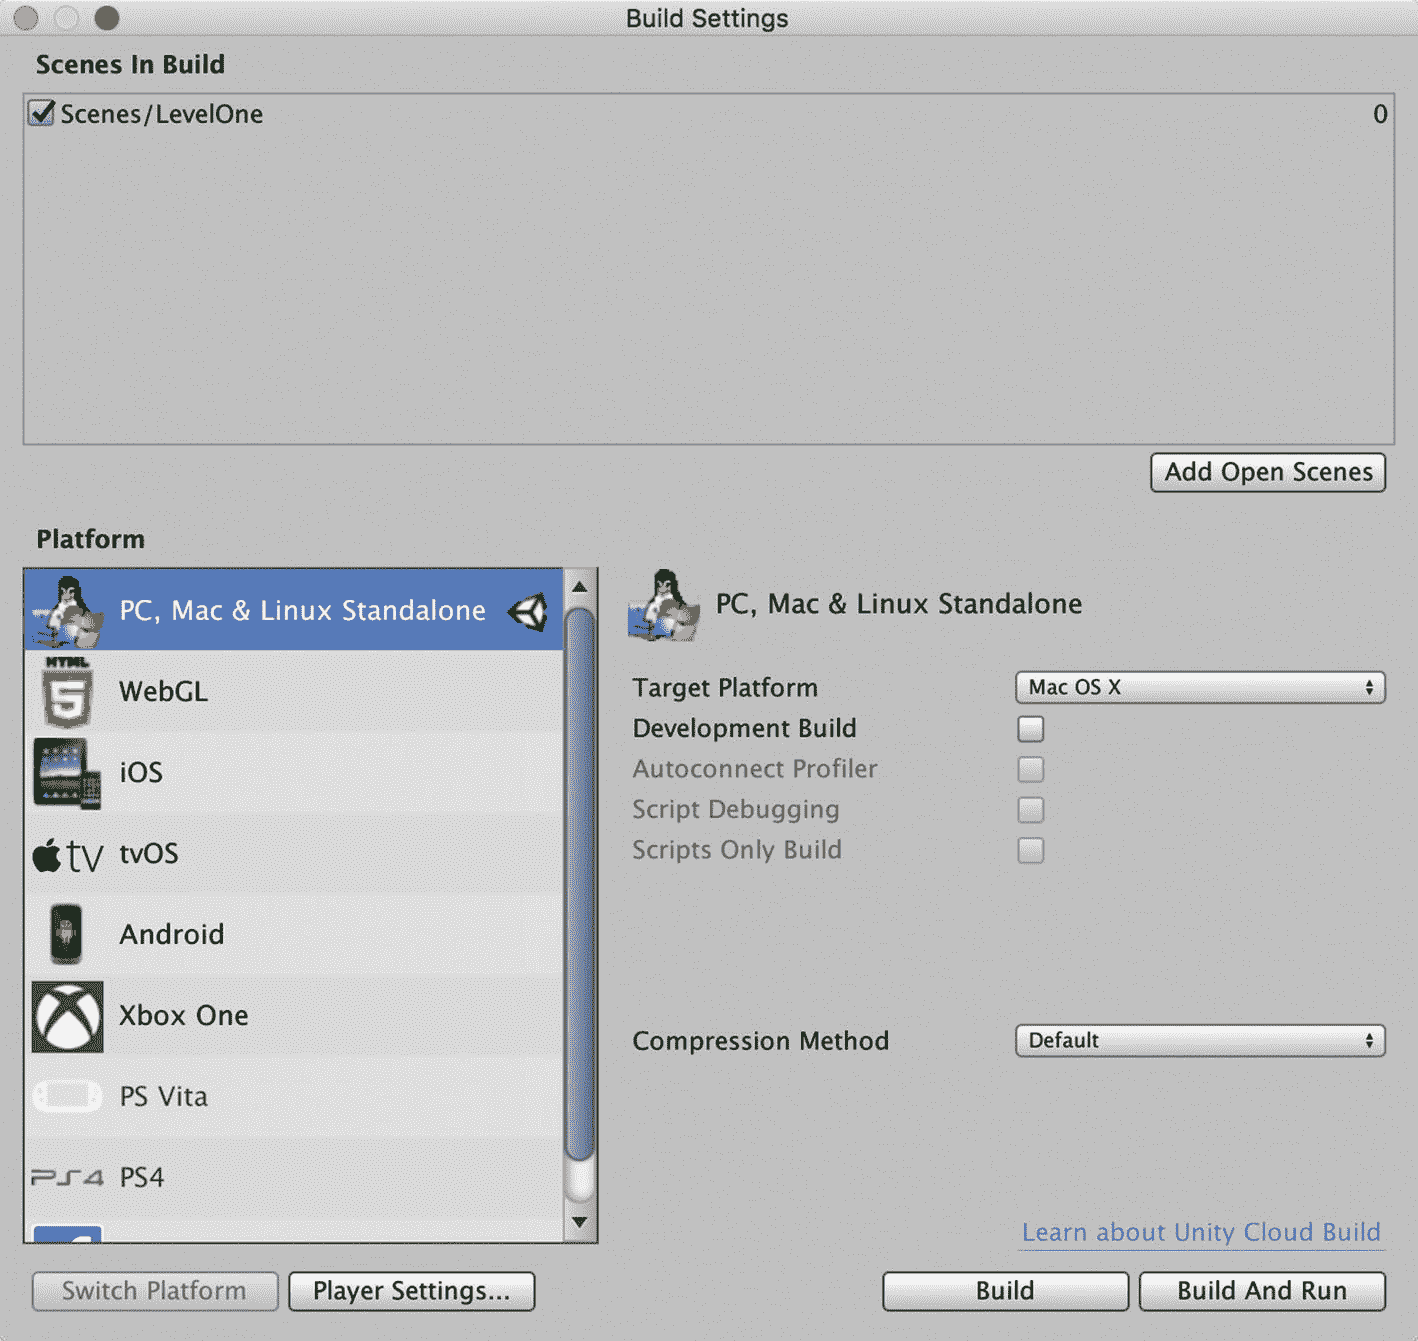 Build Settings
Scenes In Build
Scenes/LevelOne 0
Add Open Scenes
Platform
PC, Mac & Linux Standalone
HTML
5
WebGL
iOS
tv tvOS
Android
Xbox One
PS Vita
PS4 PS4
PC, Mac & Linux Standalone
Target Platform Mac OS X
Development Build
Autoconnect Profiler
Script Debugging
Scripts Only Build
Compression Method Default
Learn about Unity Cloud Build
Switch Platform Player Settings... Build Build And Run